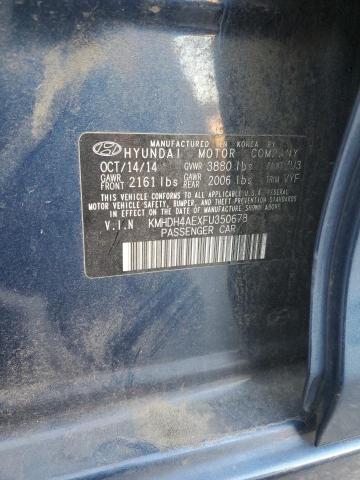 MANUFACTURED IN KOREA BY
HYUNDAI MOTOR COMPANY
OCT/14/14 GVWR 3880 lbs PAINT
GAWR FRONT 2161 lbs GAWR REAR 2006 lbs TRIM VYF
THIS VEHICLE CONFORMS TO ALL APPLICABLE U.S. FEDERAL
MOTOR VEHICLE SAFETY, BUMPER, AND THEFT PREVENTION STANDARDS
IN EFFECT ON THE DATE OF MANUFACTURE SHOWN ABOVE.
V.I.N KMHDH4AEXFU350678
PASSENGER CAR